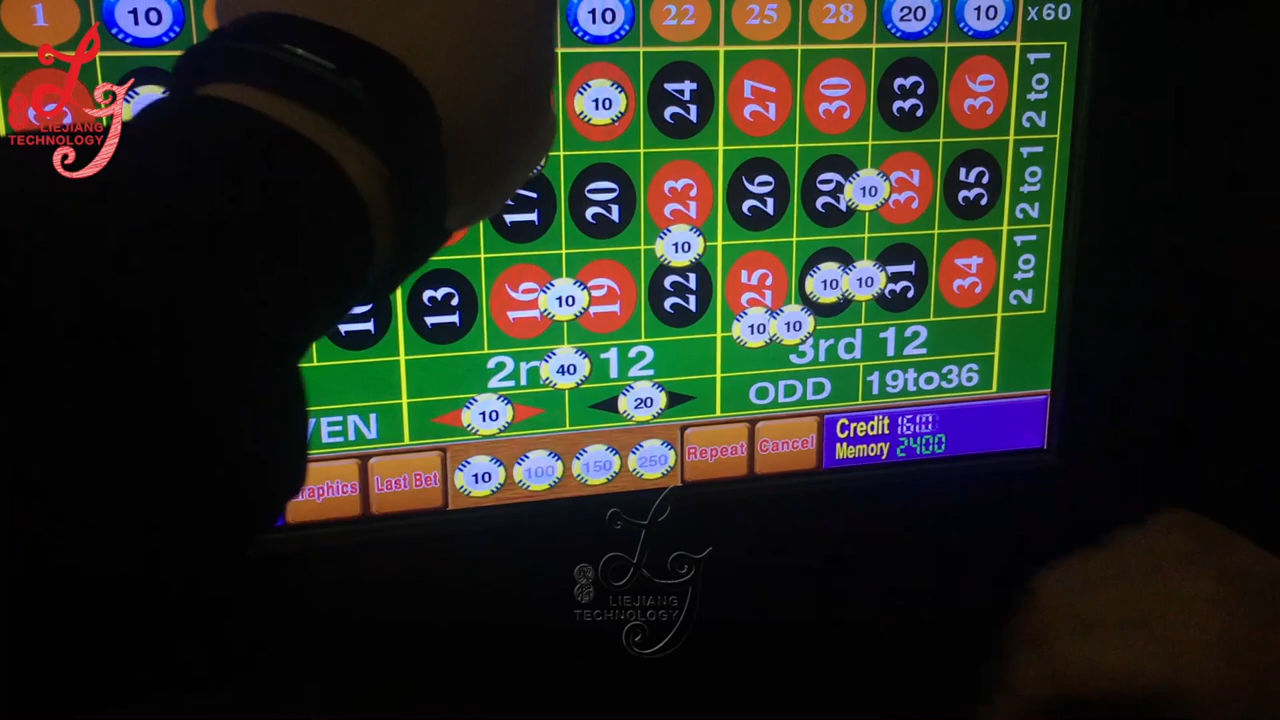 1 10 10 22 25 28 20 10 x60
10 24 27 30 33 36 2 to 1
17 20 23 26 29 10 32 35 2 to 1
10
13 16 10 19 22 25 10 10 31 34 2 to 1
10 10
40 12 3rd 12
10 20 ODD 19to36
VEN
Last Bet 10 100 150 250 Repeat Cancel
Credit 1610
Memory 2400
LIEJIANG
TECHNOLOGY
LIEJIANG
TECHNOLOGY